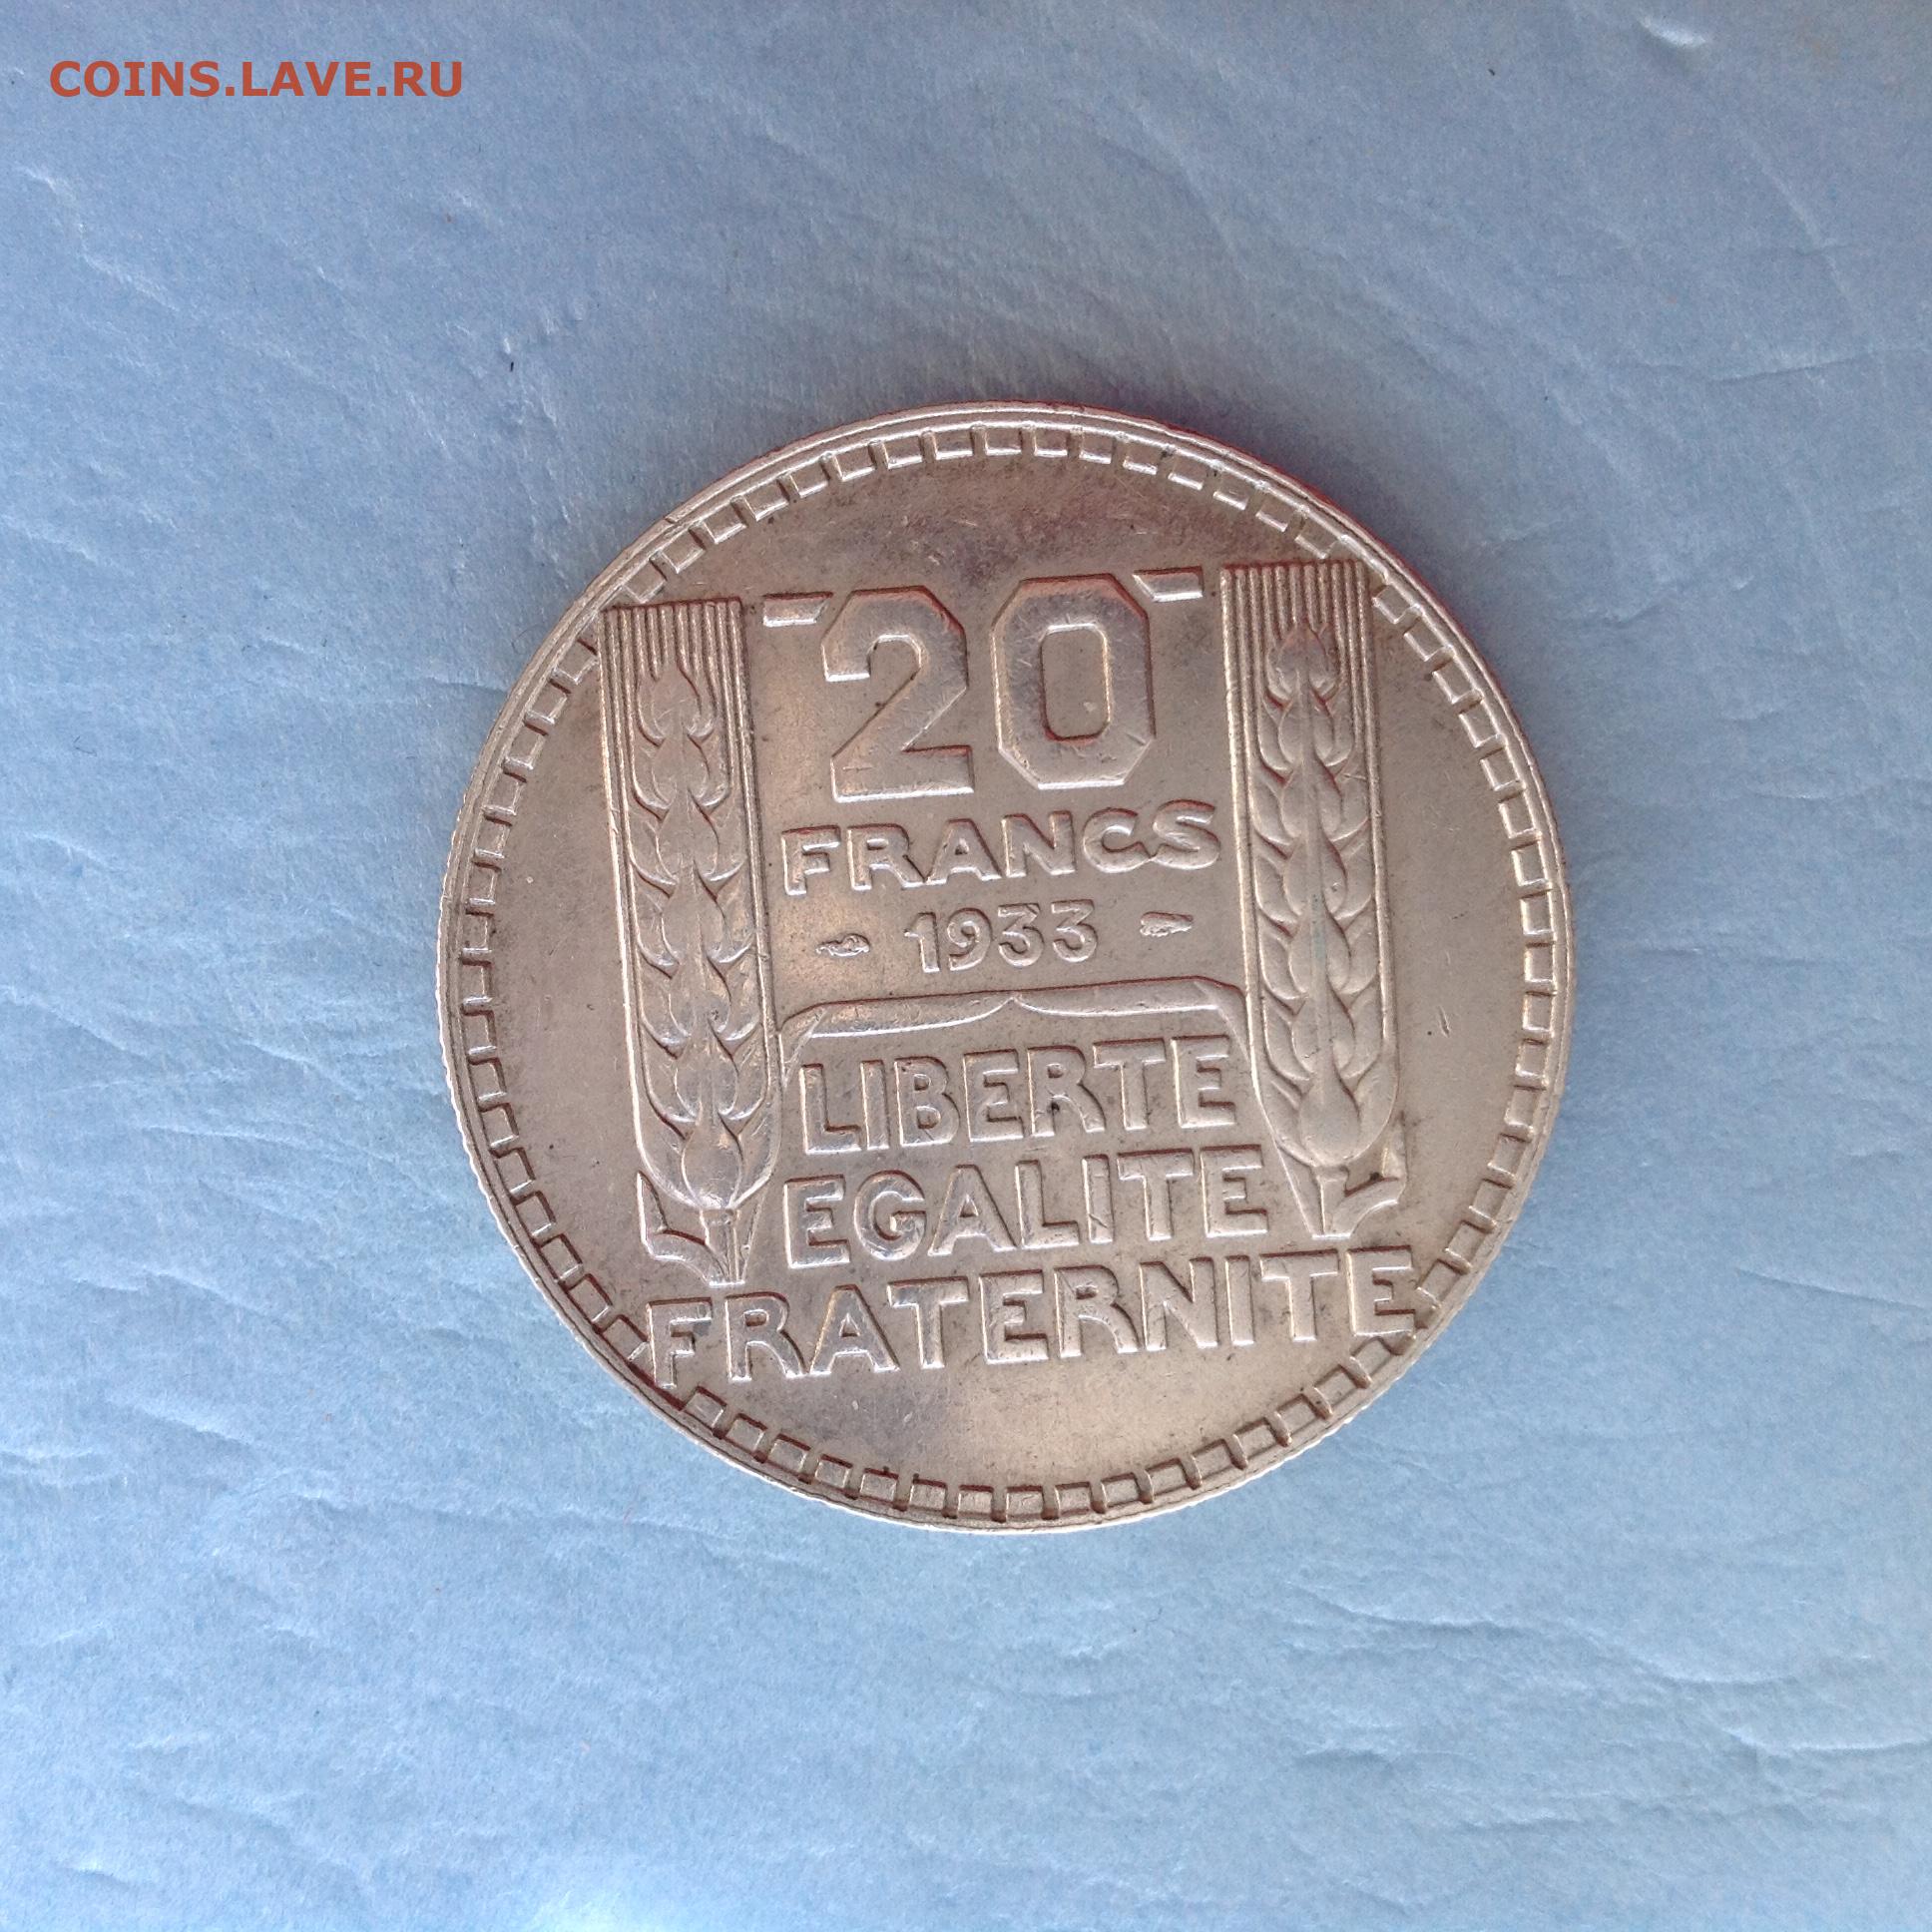 COINS.LAVE.RU
20
FRANCS
1933
LIBERTE
EGALITE
FRATERNITE